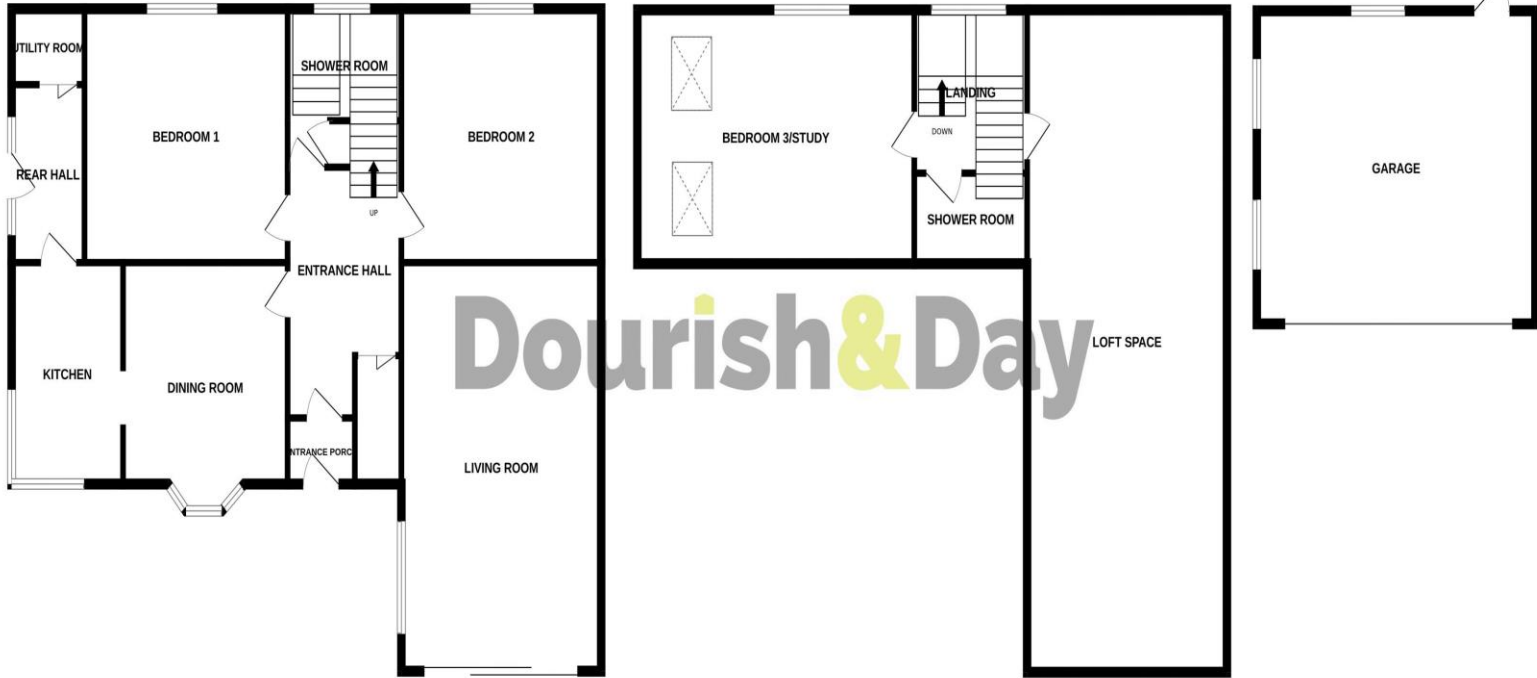 UTILITY ROOM
SHOWER ROOM
BEDROOM 1
BEDROOM 2
REAR HALL
UP
ENTRANCE HALL
KITCHEN
DINING ROOM
NTRANCE PORC
LIVING ROOM
BEDROOM 3/STUDY
LANDING
DOWN
SHOWER ROOM
LOFT SPACE
GARAGE
Dourish&Day